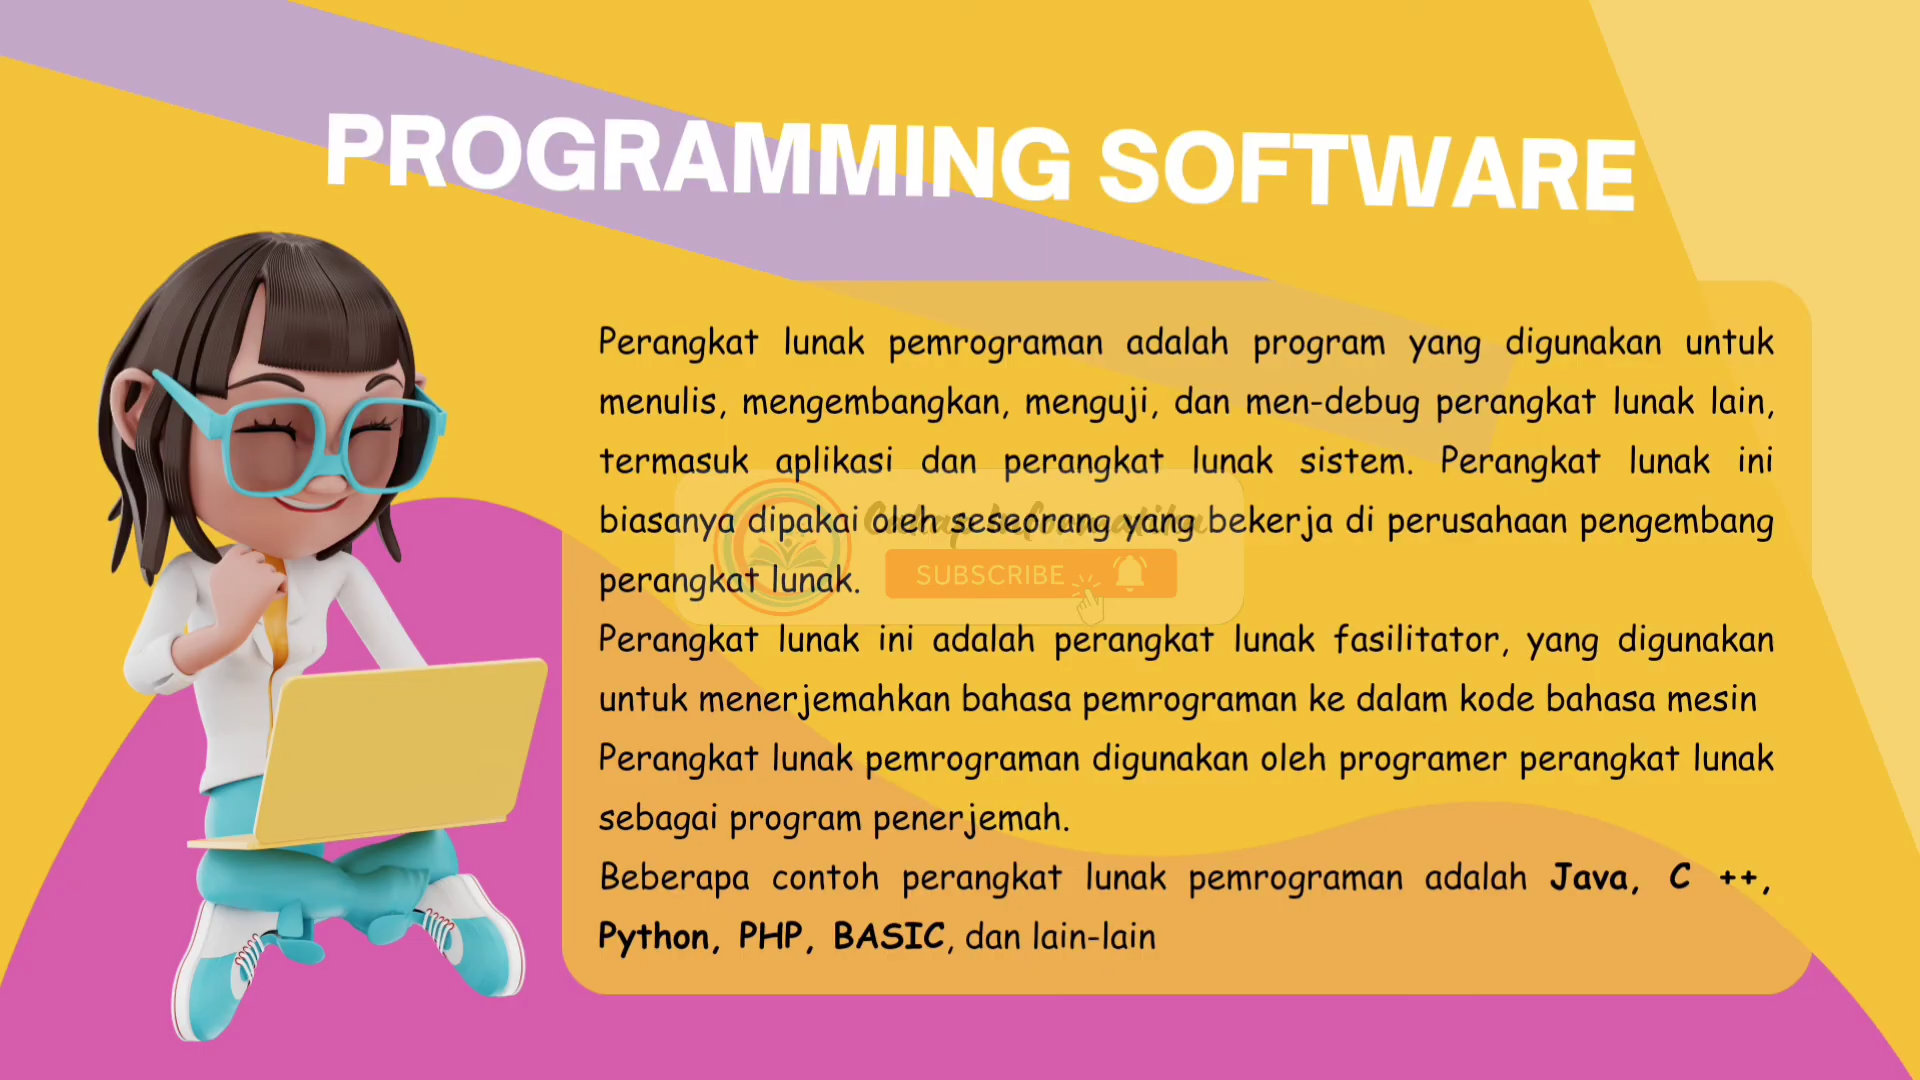 PROGRAMMING SOFTWARE
Perangkat lunak pemrograman adalah program yang digunakan untuk
menulis, mengembangkan, menguji, dan men-debug perangkat lunak lain,
termasuk aplikasi dan perangkat lunak sistem. Perangkat lunak ini
biasanya dipakai oleh seseorang yang bekerja di perusahaan pengembang
perangkat lunak.
SUBSCRIBE
Perangkat lunak ini adalah perangkat lunak fasilitator, yang digunakan
untuk menerjemahkan bahasa pemrograman ke dalam kode bahasa mesin
Perangkat lunak pemrograman digunakan oleh programer perangkat lunak
sebagai program penerjemah.
Beberapa contoh perangkat lunak pemrograman adalah Java, C ++,
Python, PHP, BASIC, dan lain-lain